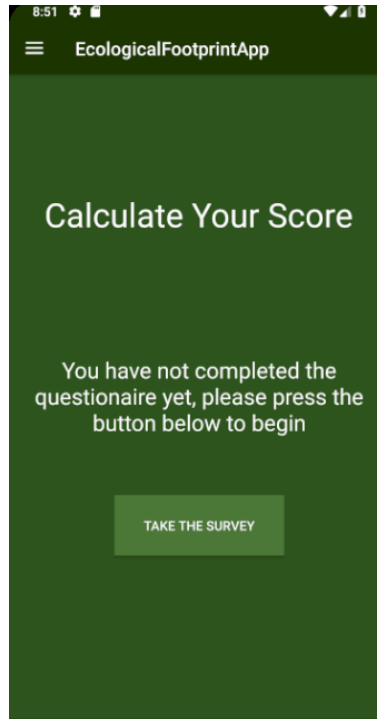 8:51
EcologicalFootprintApp
Calculate Your Score
You have not completed the
questionaire yet, please press the
button below to begin
TAKE THE SURVEY